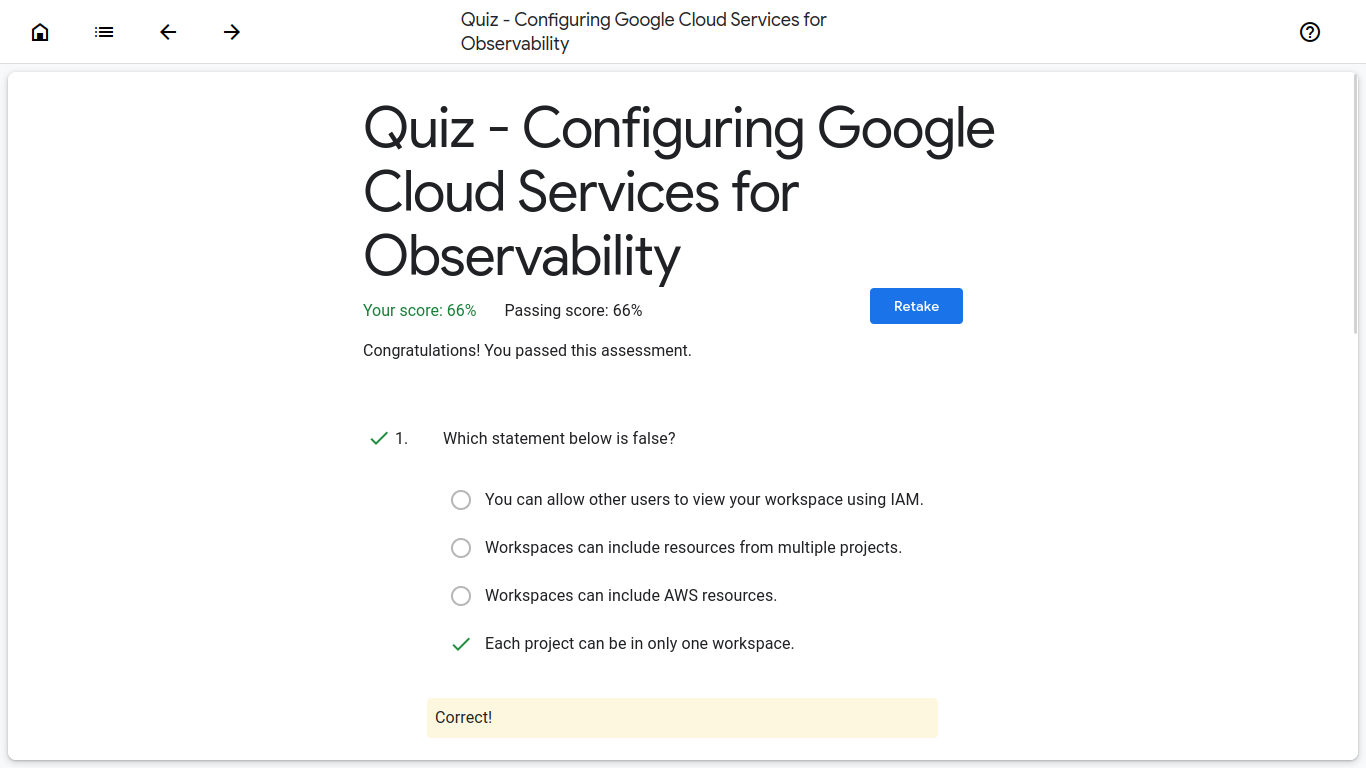 Quiz - Configuring Google Cloud Services for
Observability
Quiz - Configuring Google
Cloud Services for
Observability
Your score: 66% Passing score: 66%
Retake
Congratulations! You passed this assessment.
1. Which statement below is false?
You can allow other users to view your workspace using IAM.
Workspaces can include resources from multiple projects.
Workspaces can include AWS resources.
Each project can be in only one workspace.
Correct!